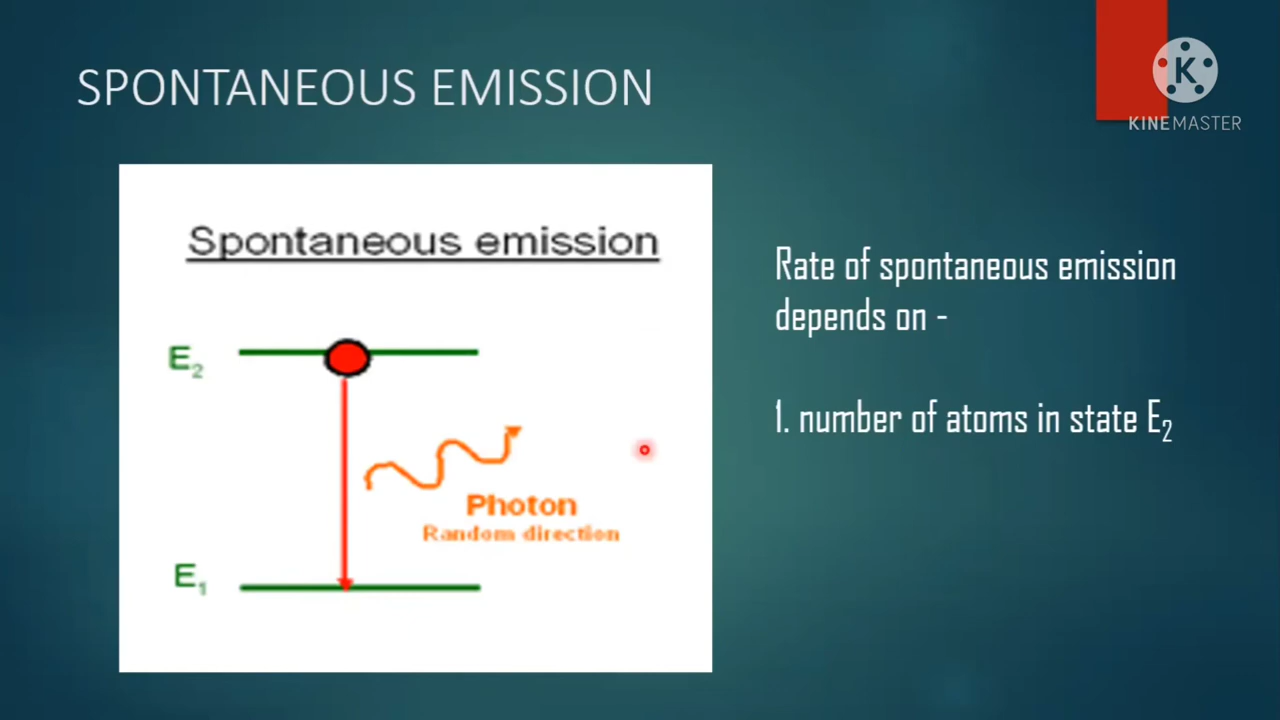 SPONTANEOUS EMISSION
K
KINEMASTER
Spontaneous emission
E₂
Photon
Random direction
E₁
Rate of spontaneous emission
depends on -
1. number of atoms in state E₂